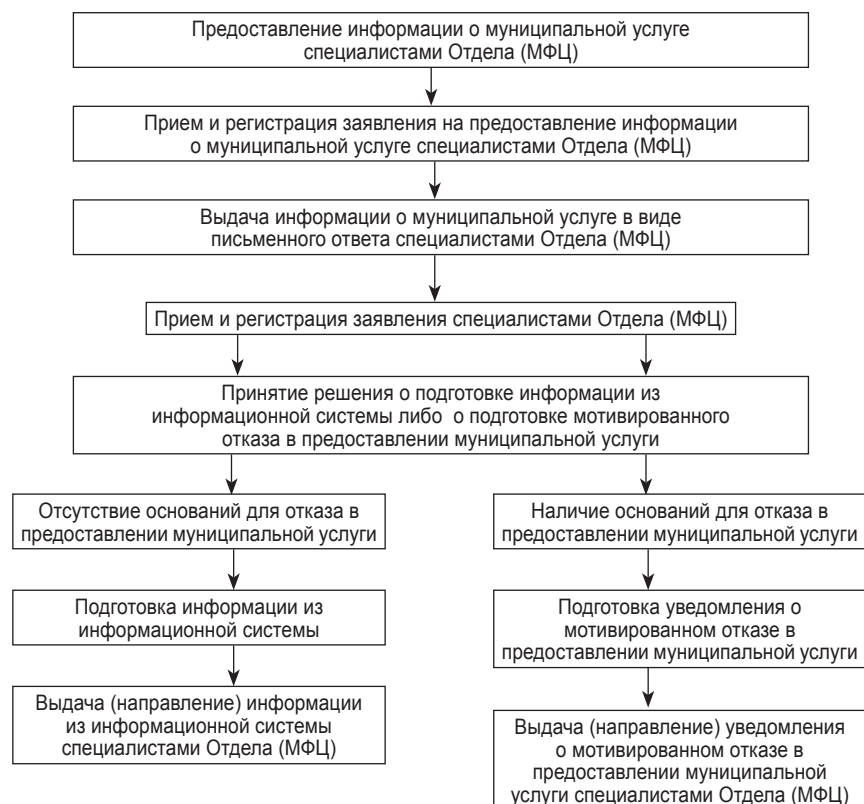 Предоставление информации о муниципальной услуге
специалистами Отдела (МФЦ)
Прием и регистрация заявления на предоставление информации
о муниципальной услуге специалистами Отдела (МФЦ)
Выдача информации о муниципальной услуге в виде
письменного ответа специалистами Отдела (МФЦ)
Прием и регистрация заявления специалистами Отдела (МФЦ)
Принятие решения о подготовке информации из
информационной системы либо о подготовке мотивированного
отказа в предоставлении муниципальной услуги
Отсутствие оснований для отказа в
предоставлении муниципальной услуги
Подготовка информации из
информационной системы
Выдача (направление) информации
из информационной системы
специалистами Отдела (МФЦ)
Наличие оснований для отказа в
предоставлении муниципальной услуги
Подготовка уведомления о
мотивированном отказе в
предоставлении муниципальной услуги
Выдача (направление) уведомления
о мотивированном отказе в
предоставлении муниципальной
услуги специалистами Отдела (МФЦ)